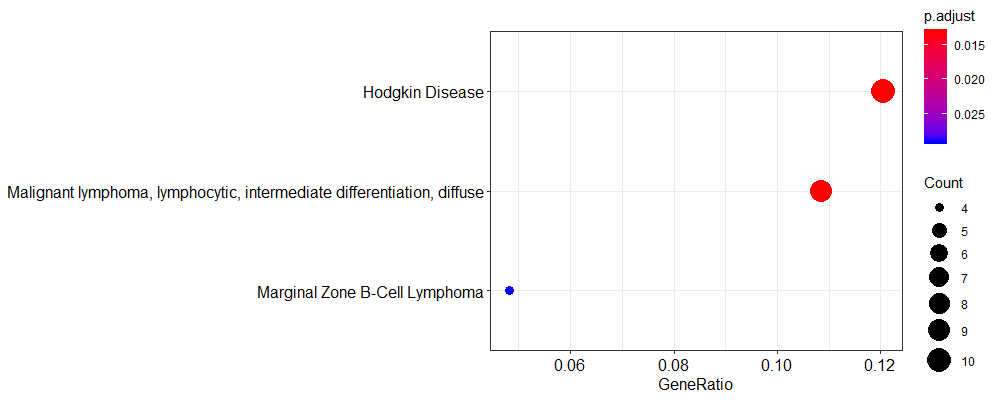 Hodgkin Disease
Malignant lymphoma, lymphocytic, intermediate differentiation, diffuse
Marginal Zone B-Cell Lymphoma
0.06
0.08
0.10
0.12
GeneRatio
p.adjust
0.015
0.020
0.025
Count
4
5
6
7
8
9
10